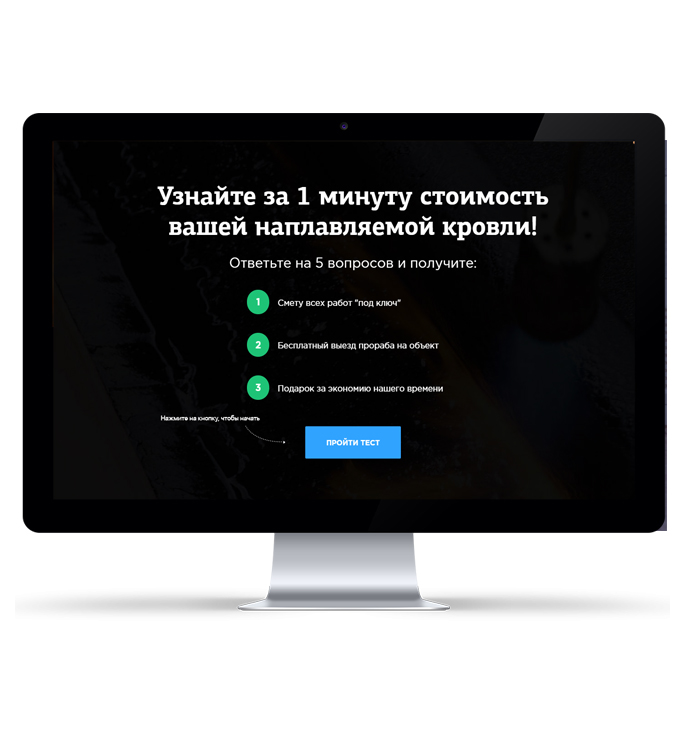 Узнайте за 1 минуту стоимость
вашей наплавляемой кровли!
Ответьте на 5 вопросов и получите:
1 Смету всех работ "под ключ"
2 Бесплатный выезд прораба на объект
3 Подарок за экономию нашего времени
Нажмите на кнопку, чтобы начать
ПРОЙТИ ТЕСТ